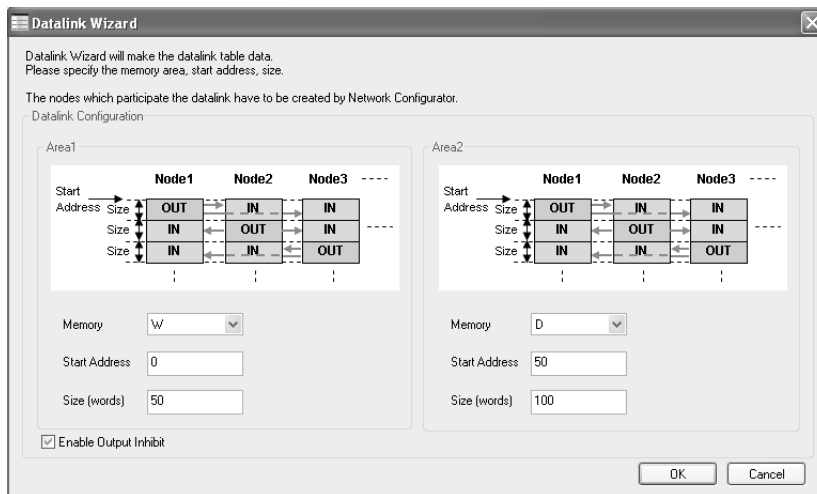 Datalink Wizard
Datalink Wizard will make the datalink table data.
Please specify the memory area, start address, size.
The nodes which participate the datalink have to be created by Network Configurator.
Datalink Configuration
Area1
Node1 Node2 Node3
Start
Address Size OUT IN IN
Size IN OUT IN
Size IN IN OUT
Memory W
Start Address 0
Size (words) 50
Area2
Node1 Node2 Node3
Start
Address Size OUT IN IN
Size IN OUT IN
Size IN IN OUT
Memory D
Start Address 50
Size (words) 100
Enable Output Inhibit
OK Cancel